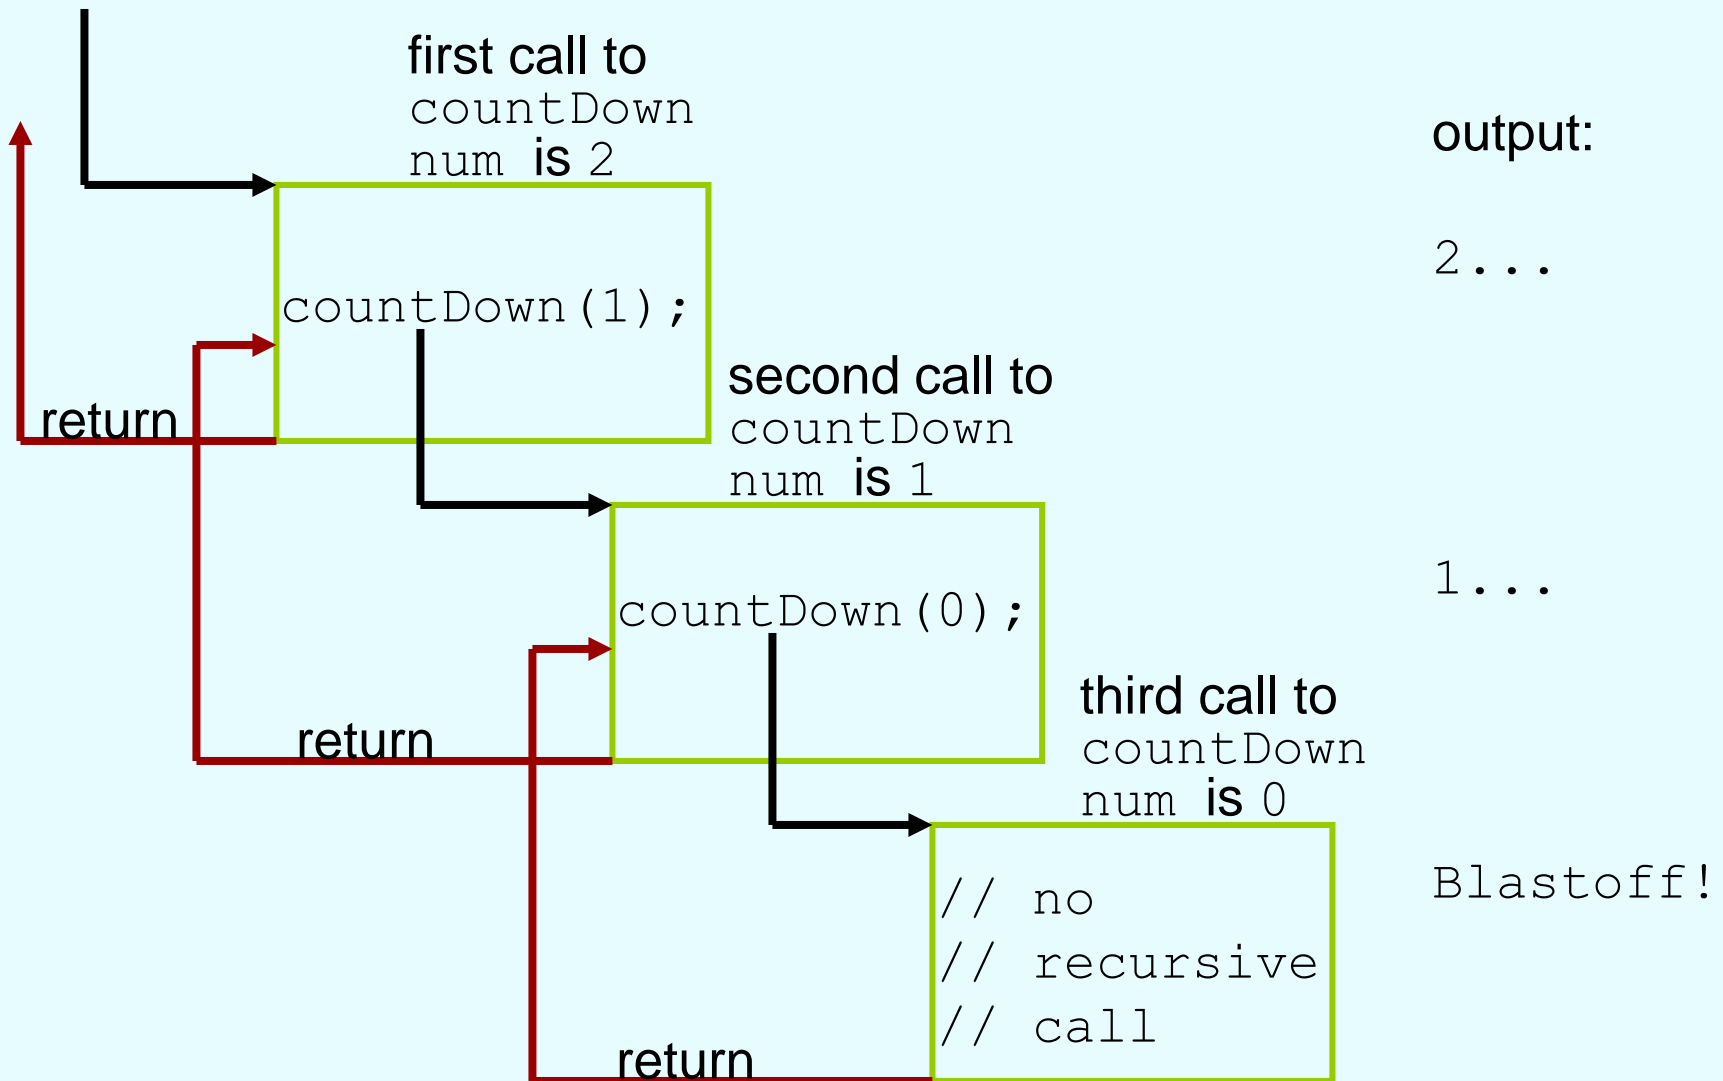 first call to
countDown
num is 2
output:
2...
countDown(1);
second call to
countDown
num is 1
return
1...
countDown(0);
third call to
countDown
num is 0
return
Blastoff!
// no
// recursive
// call
return